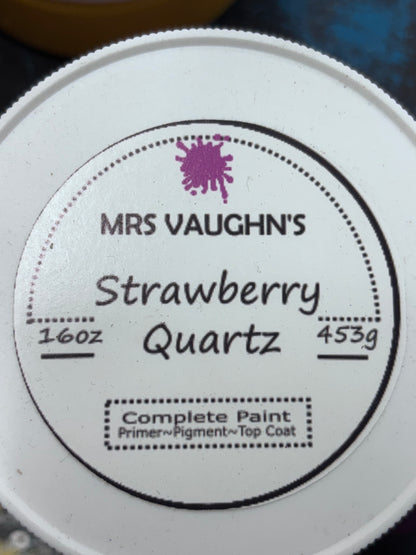 MRS VAUGHN'S
Strawberry
Quartz
16oz
453g
Complete Paint
Primer~Pigment~Top Coat